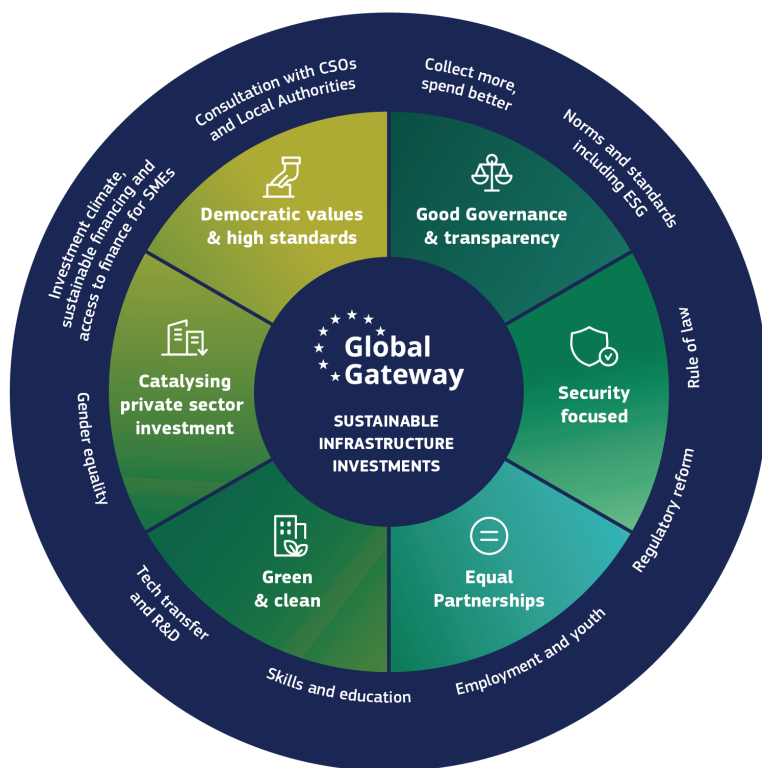 Consultation with CSOs
and Local Authorities
Collect more,
spend better
Norms and standards
including ESG
Rule of law
Regulatory reform
Employment and youth
Skills and education
Tech transfer
and R&D
Gender equality
Investment climate,
sustainable financing and
access to finance for SMEs
Democratic values
& high standards
Good Governance
& transparency
Security
focused
Equal
Partnerships
Green
& clean
Catalysing
private sector
investment
Global
Gateway
SUSTAINABLE
INFRASTRUCTURE
INVESTMENTS